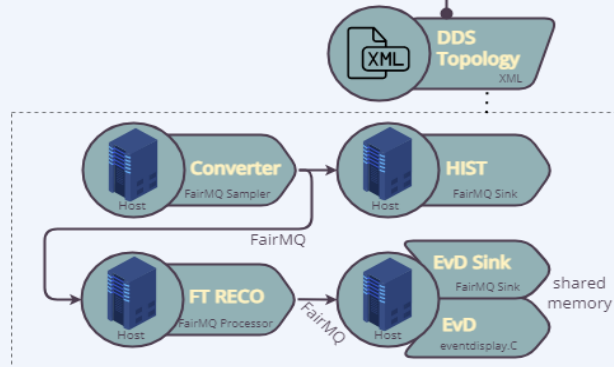 DDS
Topology
XML
XML
Converter
FairMQ Sampler
Host
HIST
FairMQ Sink
Host
FairMQ
FT RECO
FairMQ Processor
Host
FairMQ
EvD Sink
FairMQ Sink
EvD
eventdisplay.C
Host
shared
memory